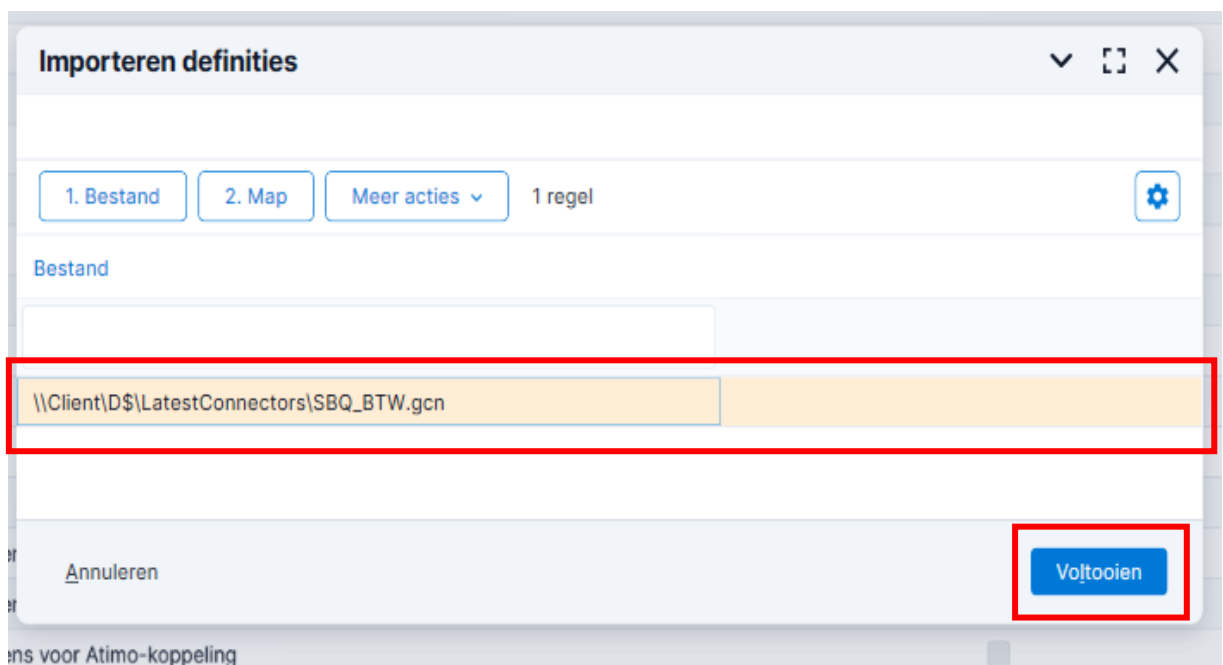 Importeren definities
1. Bestand 2. Map Meer acties 1 regel
Bestand
\\Client\D$\LatestConnectors\SBQ_BTW.gcn
Annuleren Voltooien
ens voor Atimo-koppeling